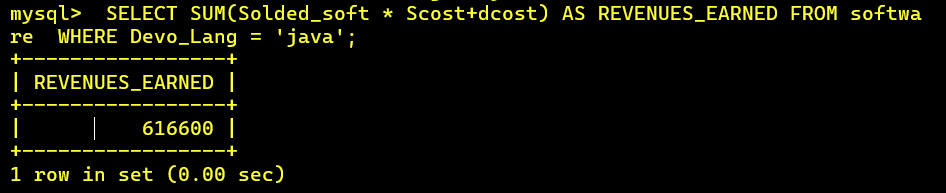 mysql>  SELECT SUM(Solded_soft * Scost+dcost) AS REVENUES_EARNED FROM softwa
re  WHERE Devo_Lang = 'java';
+-----------------+
| REVENUES_EARNED |
+-----------------+
|          616600 |
+-----------------+
1 row in set (0.00 sec)